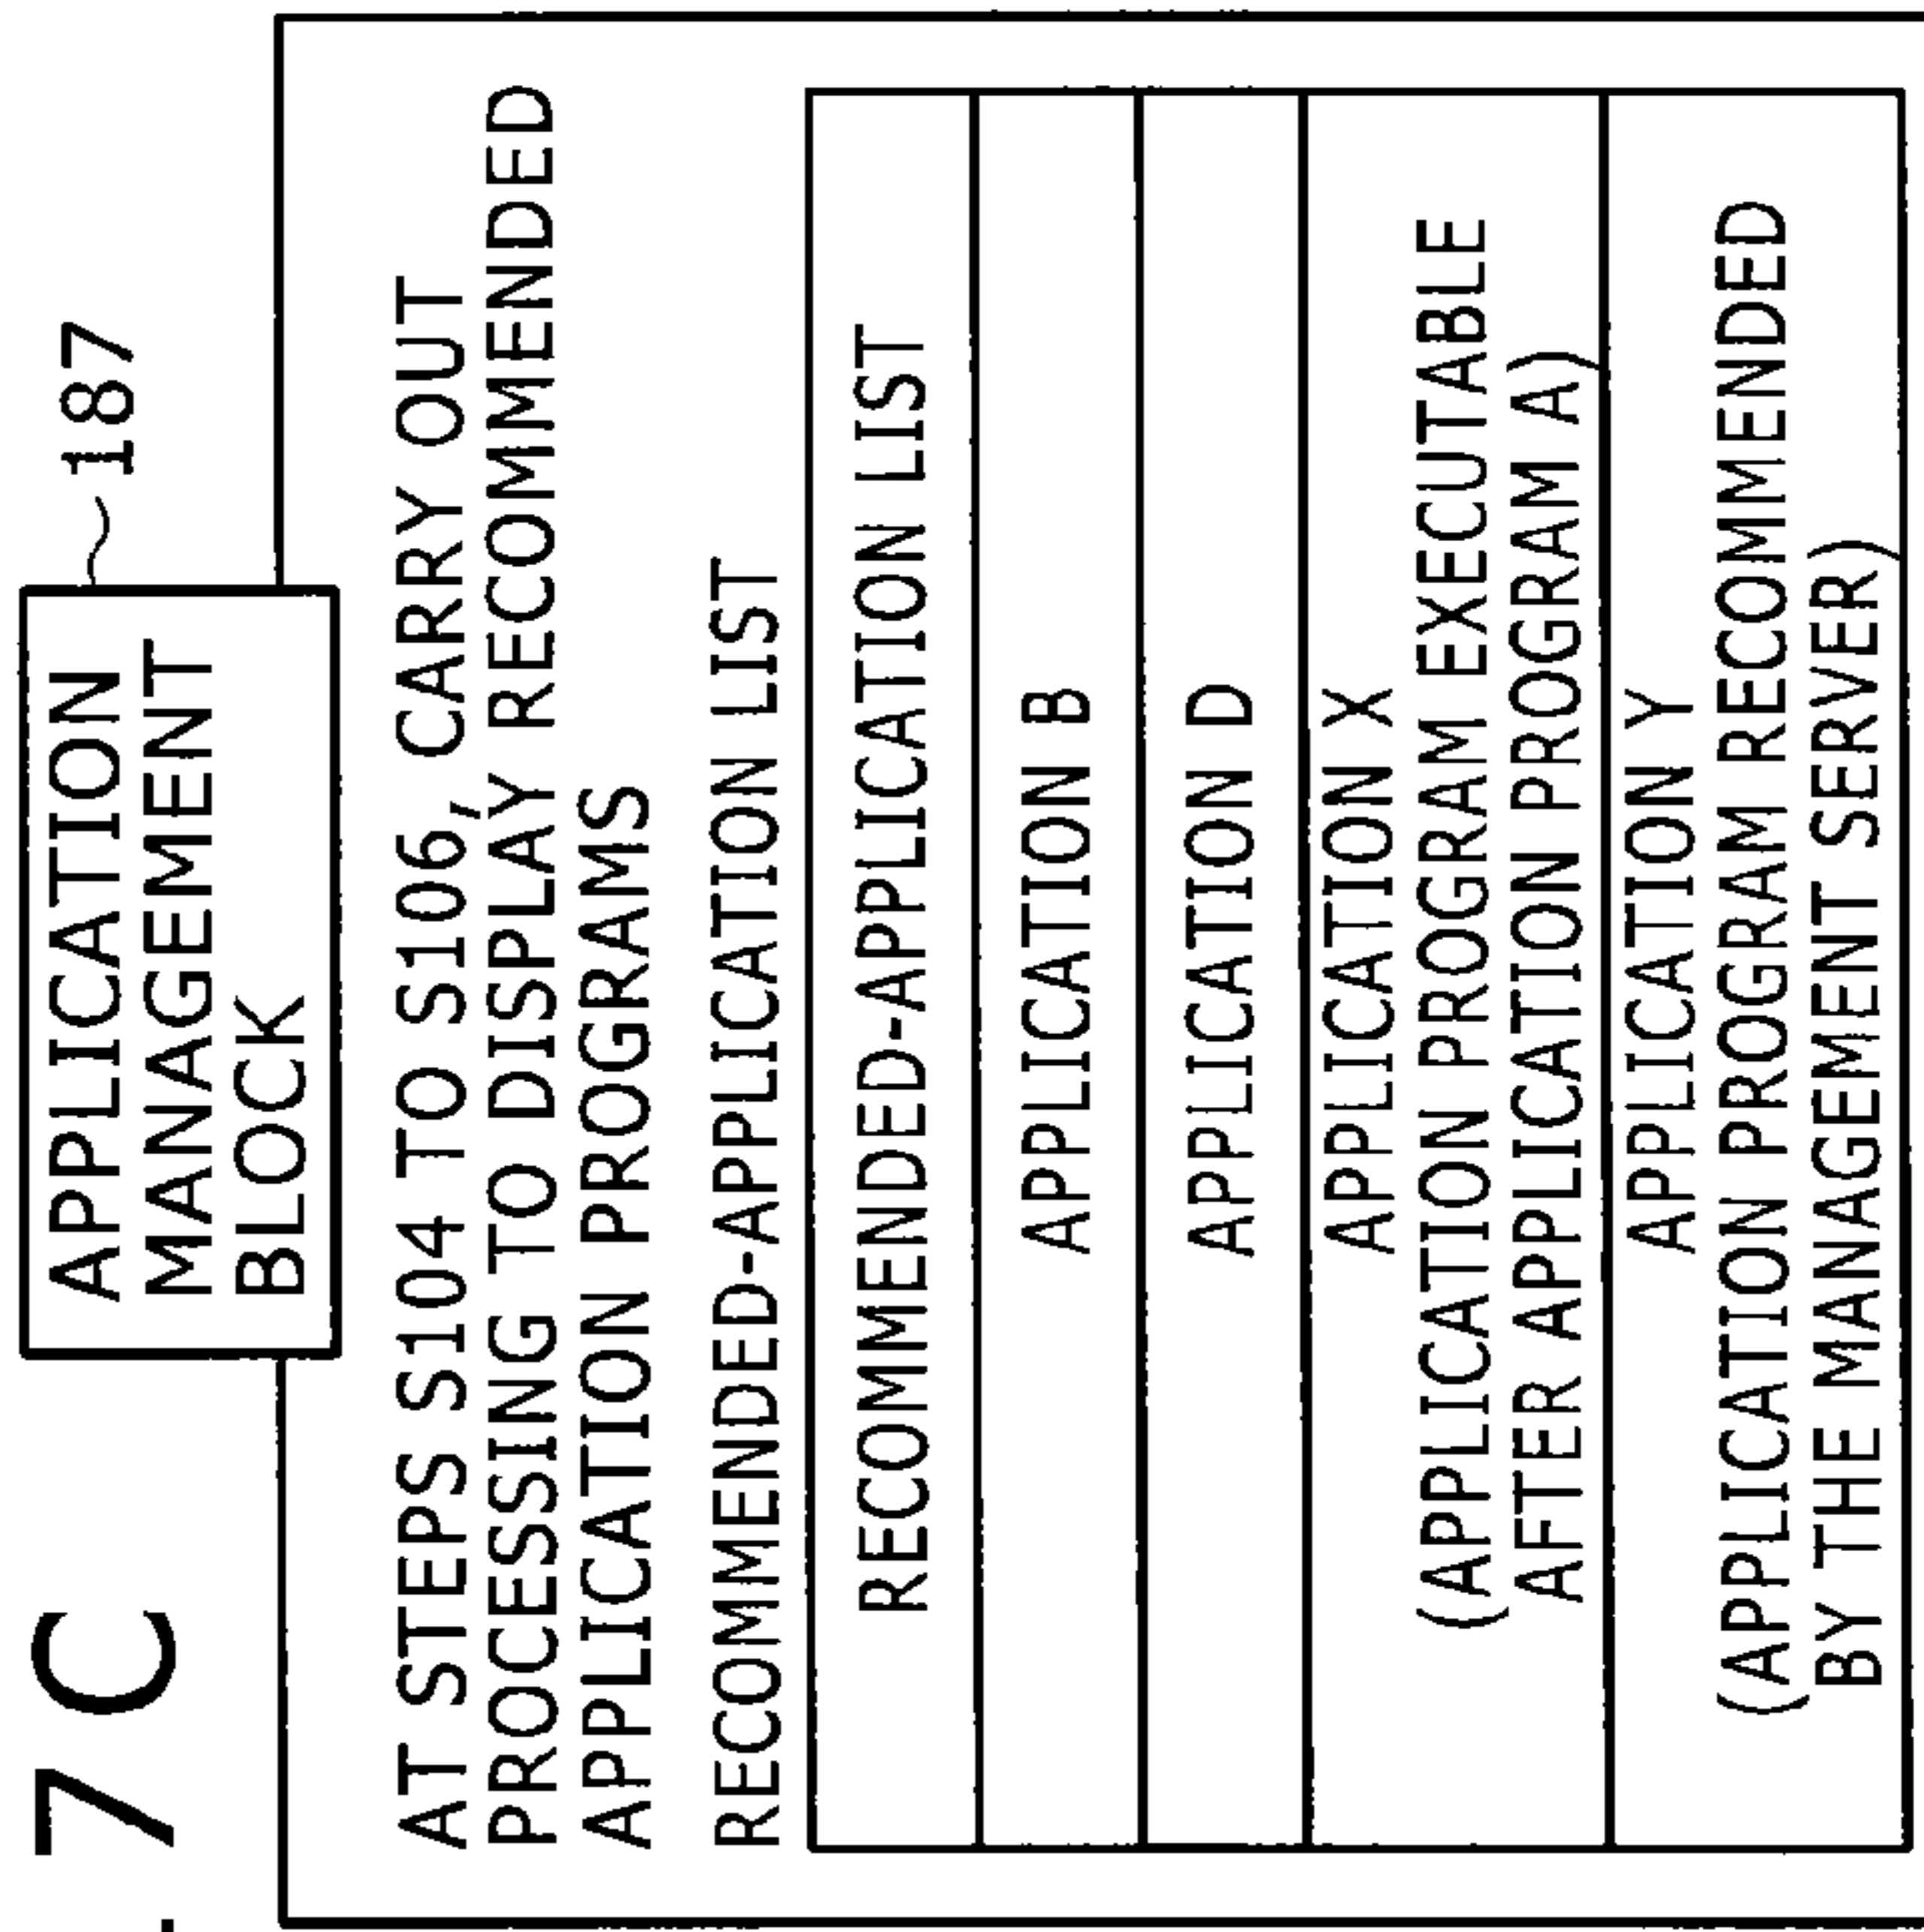 7C
APPLICATION
MANAGEMENT
BLOCK
187
AT STEPS S104 TO S106, CARRY OUT
PROCESSING TO DISPLAY RECOMMENDED
APPLICATION PROGRAMS
RECOMMENDED-APPLICATION LIST
RECOMMENDED-APPLICATION LIST
APPLICATION B
APPLICATION D
APPLICATION X
(APPLICATION PROGRAM EXECUTABLE
AFTER APPLICATION PROGRAM A)
APPLICATION Y
(APPLICATION PROGRAM RECOMMENDED
BY THE MANAGEMENT SERVER)